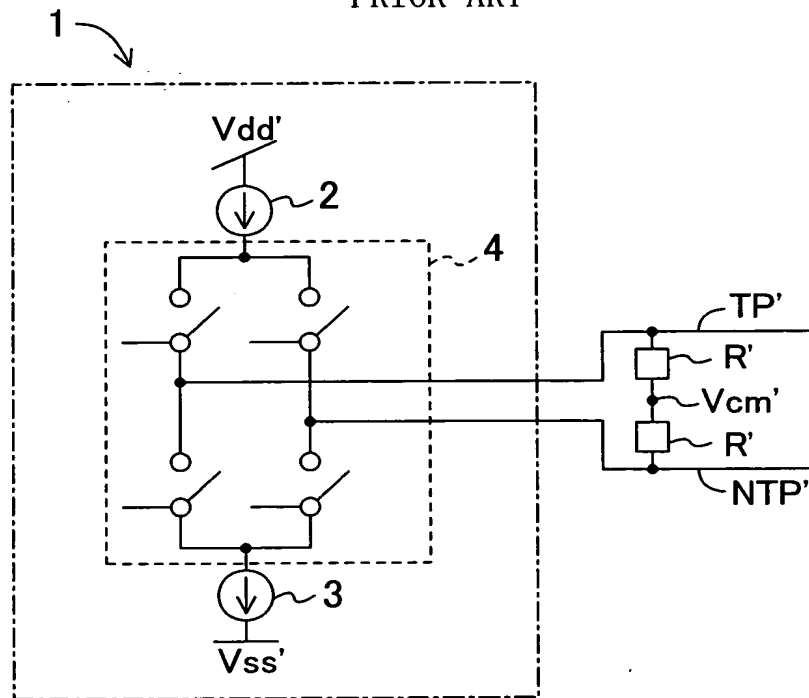 PRIOR ART
1
Vdd'
2
4
TP'
R'
Vcm'
R'
NTP'
3
Vss'